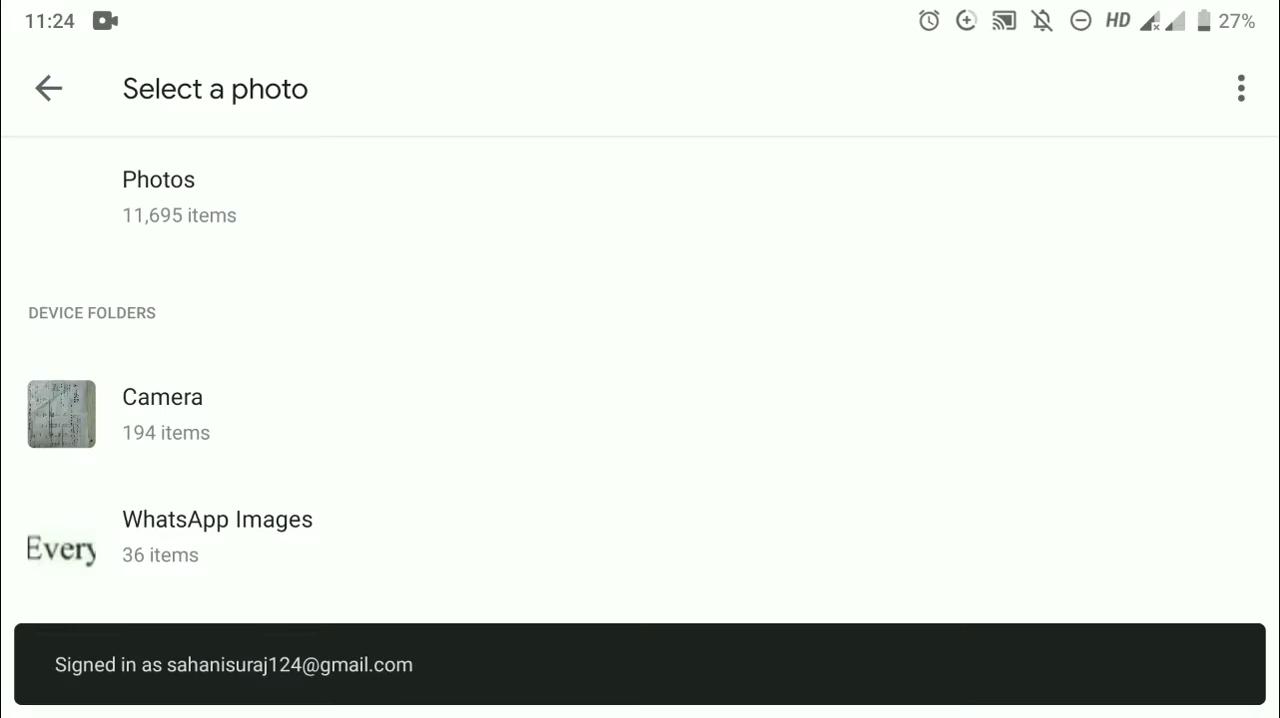 11:24 HD 27%
Select a photo
Photos
11,695 items
DEVICE FOLDERS
Camera
194 items
WhatsApp Images
Every
36 items
Signed in as sahanisuraj124@gmail.com